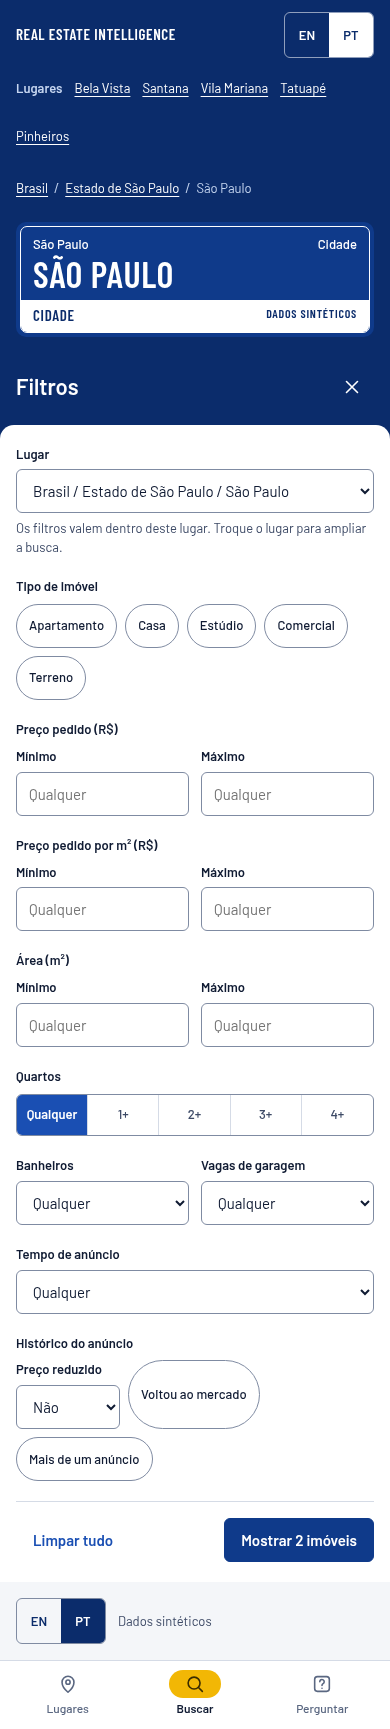 REAL ESTATE INTELLIGENCE
EN PT
Lugares Bela Vista Santana Vila Mariana Tatuapé
Pinheiros
Brasil / Estado de São Paulo / São Paulo
São Paulo Cidade
SÃO PAULO
CIDADE DADOS SINTÉTICOS
Filtros
Lugar
Brasil / Estado de São Paulo / São Paulo
Os filtros valem dentro deste lugar. Troque o lugar para ampliar
a busca.
Tipo de imóvel
Apartamento Casa Estúdio Comercial
Terreno
Preço pedido (R$)
Mínimo Máximo
Qualquer Qualquer
Preço pedido por m² (R$)
Mínimo Máximo
Qualquer Qualquer
Área (m²)
Mínimo Máximo
Qualquer Qualquer
Quartos
Qualquer 1+ 2+ 3+ 4+
Banheiros Vagas de garagem
Qualquer Qualquer
Tempo de anúncio
Qualquer
Histórico do anúncio
Preço reduzido
Não Voltou ao mercado
Mais de um anúncio
Limpar tudo Mostrar 2 imóveis
EN PT Dados sintéticos
Lugares Buscar Perguntar